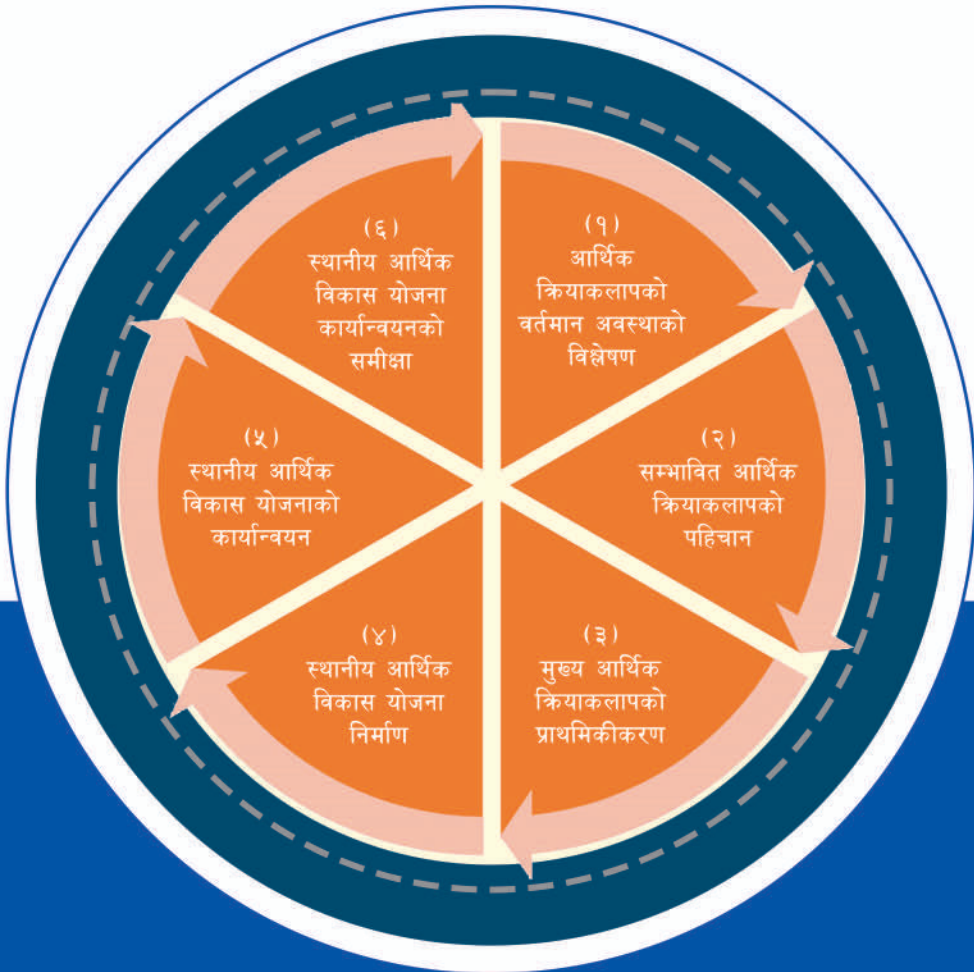 (१)
आर्थिक
क्रियाकलापको
वर्तमान अवस्थाको
विश्लेषण
(२)
सम्भावित आर्थिक
क्रियाकलापको
पहिचान
(३)
मुख्य आर्थिक
क्रियाकलापको
प्राथमिकीकरण
(४)
स्थानीय आर्थिक
विकास योजना
निर्माण
(५)
स्थानीय आर्थिक
विकास योजनाको
कार्यान्वयन
(६)
स्थानीय आर्थिक
विकास योजना
कार्यान्वयनको
समीक्षा